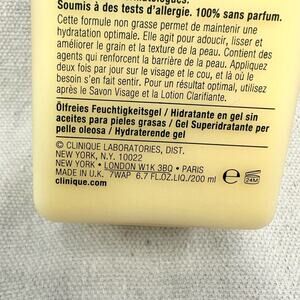 Soumis à des tests d'allergie. 100% sans parfum.
Cette formule non grasse permet de maintenir une
hydratation optimale. Elle agit pour adoucir, lisser et
améliorer le grain et la texture de la peau. Contient des
agents qui renforcent la barrière de la peau. Appliquez
deux fois par jour sur le visage et le cou, et là où le
besoin s'en fait sentir. Pour un résultat optimal, utilisez
après le Savon Visage et la Lotion Clarifiante.
Ölfreies Feuchtigkeitsgel / Hidratante en gel sin
aceites para pieles grasas / Gel Superidratante per
pelle oleosa / Hydraterende gel
© CLINIQUE LABORATORIES, DIST.
NEW YORK, N.Y. 10022
NEW YORK • LONDON W1K 3BQ • PARIS
MADE IN U.K. 7WAP 6.7 FL.OZ.LIQ./200 ml
clinique.com
e
24M